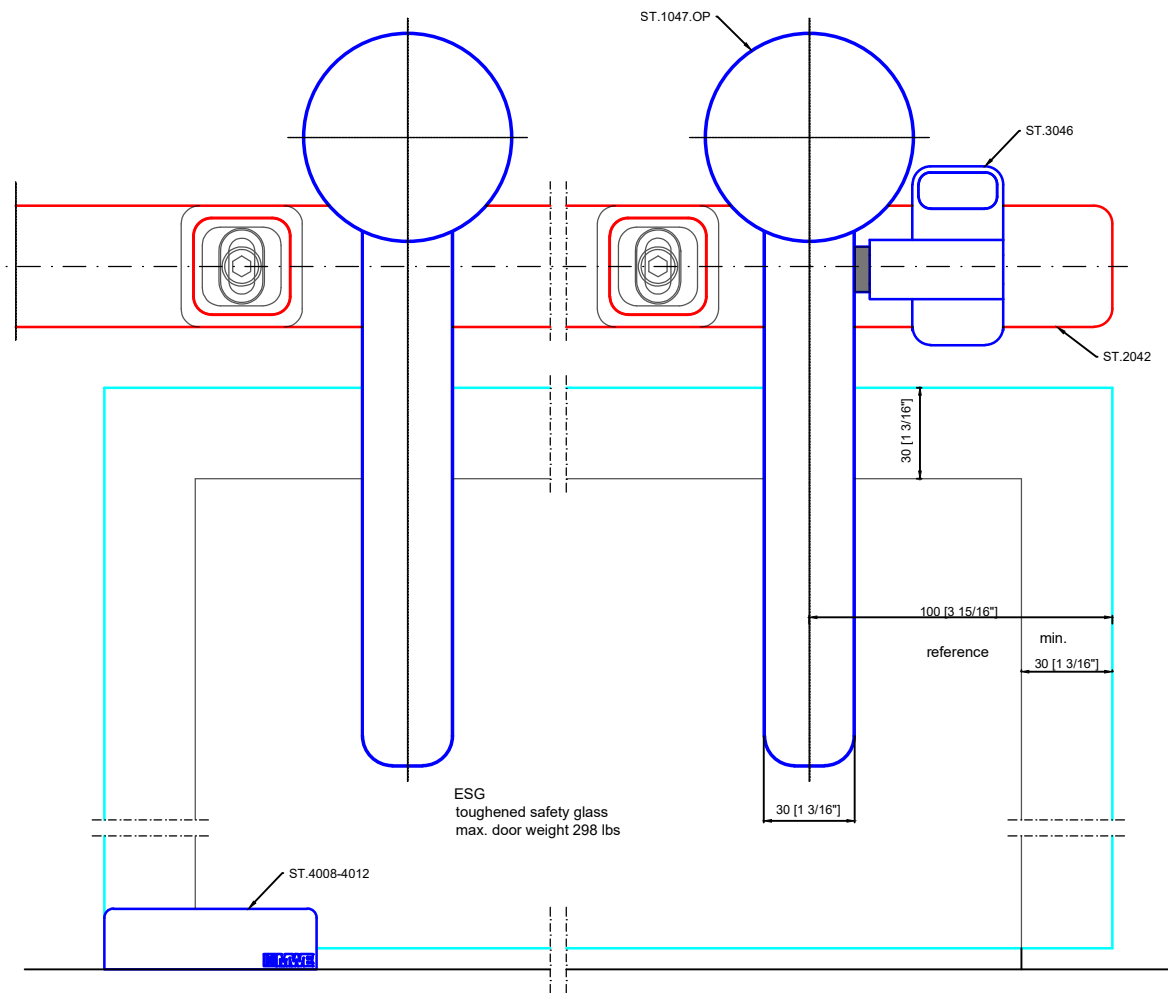 ST.1047.OP
ST.3046
ST.2042
30 [1 3/16"]
100 [3 15/16"]
min.
reference
30 [1 3/16"]
ESG
toughened safety glass
max. door weight 298 lbs
30 [1 3/16"]
ST.4008-4012
MWE